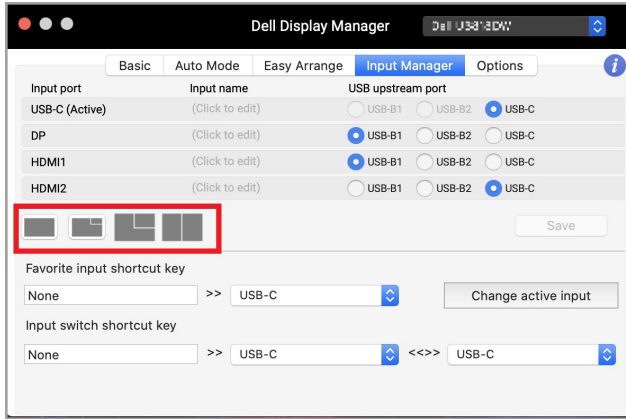 Dell Display Manager
Basic Auto Mode Easy Arrange Input Manager Options i
Input port Input name USB upstream port
USB-C (Active) (Click to edit) USB-B1 USB-B2 USB-C
DP (Click to edit) USB-B1 USB-B2 USB-C
HDMI1 (Click to edit) USB-B1 USB-B2 USB-C
HDMI2 (Click to edit) USB-B1 USB-B2 USB-C
Save
Favorite input shortcut key
None >> USB-C Change active input
Input switch shortcut key
None >> USB-C <<>> USB-C